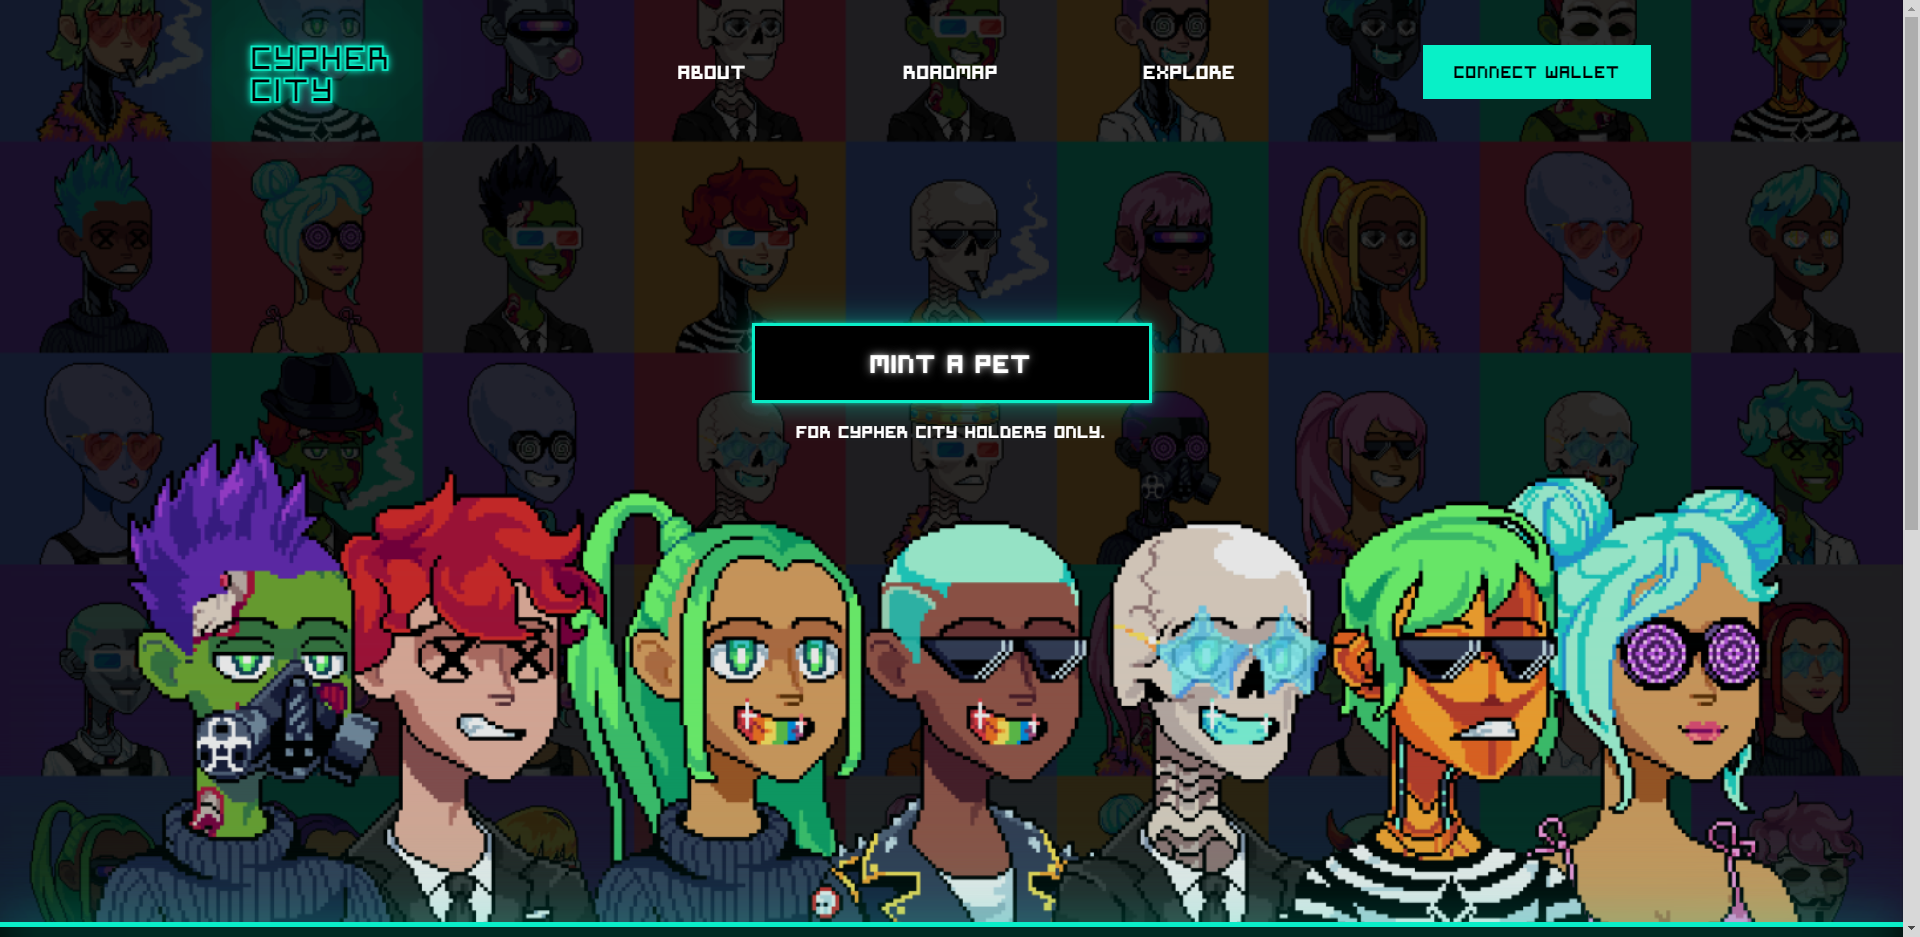 CYPHER
CITY
ABOUT
ROADMAP
EXPLORE
CONNECT WALLET
MINT A PET
FOR CYPHER CITY HOLDERS ONLY.